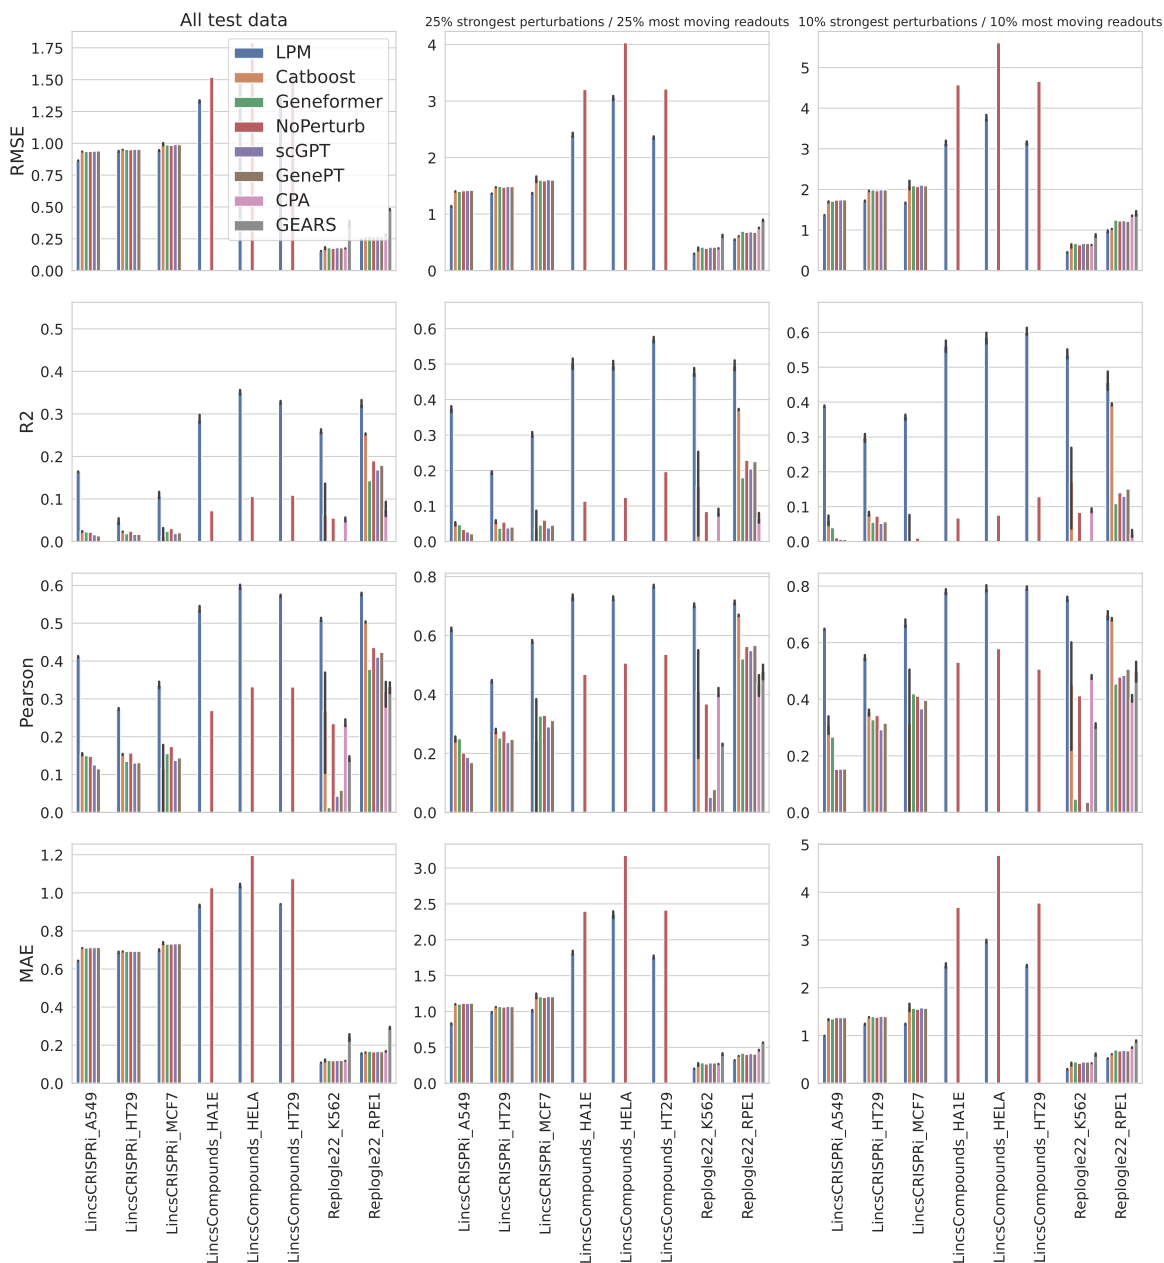 All test data
25% strongest perturbations / 25% most moving readouts
10% strongest perturbations / 10% most moving readouts
RMSE
1.75
1.50
1.25
1.00
0.75
0.50
0.25
0.00
LPM
Catboost
Geneformer
NoPerturb
scGPT
GenePT
CPA
GEARS
4
3
2
1
0
5
4
3
2
1
0
R2
0.5
0.4
0.3
0.2
0.1
0.0
0.6
0.5
0.4
0.3
0.2
0.1
0.0
0.6
0.5
0.4
0.3
0.2
0.1
0.0
Pearson
0.6
0.5
0.4
0.3
0.2
0.1
0.0
0.8
0.6
0.4
0.2
0.0
0.8
0.6
0.4
0.2
0.0
MAE
1.2
1.0
0.8
0.6
0.4
0.2
0.0
3.0
2.5
2.0
1.5
1.0
0.5
0.0
5
4
3
2
1
0
LincsCRISPRi_A549
LincsCRISPRi_HT29
LincsCRISPRi_MCF7
LincsCompounds_HA1E
LincsCompounds_HELA
LincsCompounds_HT29
Replogle22_K562
Replogle22_RPE1
LincsCRISPRi_A549
LincsCRISPRi_HT29
LincsCRISPRi_MCF7
LincsCompounds_HA1E
LincsCompounds_HELA
LincsCompounds_HT29
Replogle22_K562
Replogle22_RPE1
LincsCRISPRi_A549
LincsCRISPRi_HT29
LincsCRISPRi_MCF7
LincsCompounds_HA1E
LincsCompounds_HELA
LincsCompounds_HT29
Replogle22_K562
Replogle22_RPE1